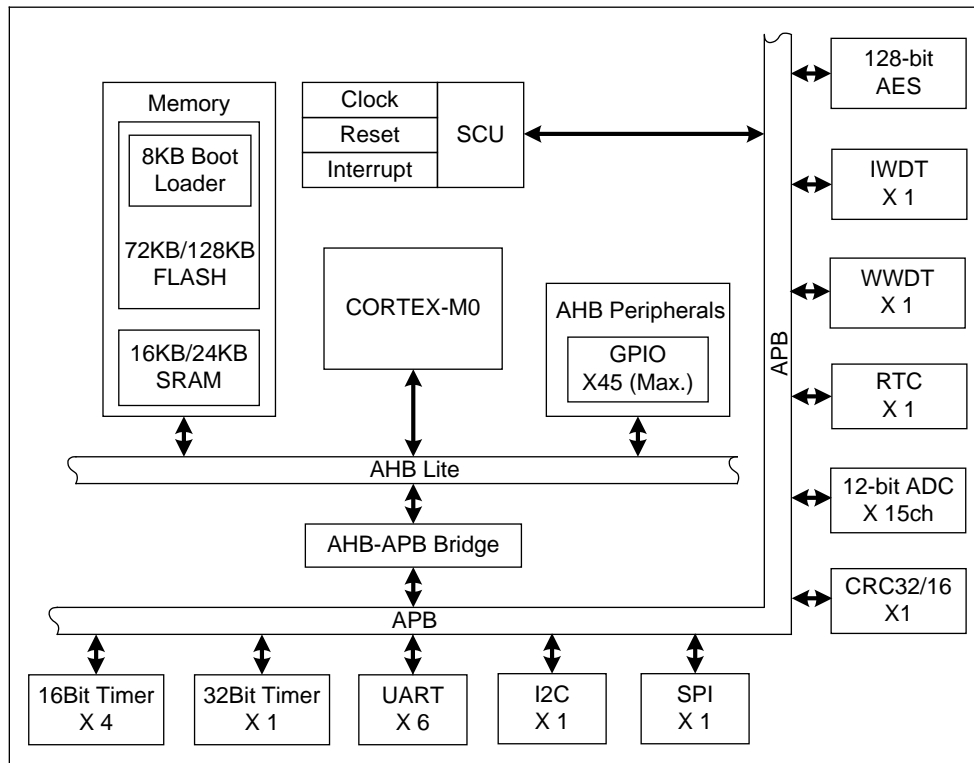 Memory
8KB Boot
Loader
72KB/128KB
FLASH
16KB/24KB
SRAM
Clock
Reset
Interrupt
SCU
CORTEX-M0
AHB Peripherals
GPIO
X45 (Max.)
AHB Lite
AHB-APB Bridge
APB
16Bit Timer
X 4
32Bit Timer
X 1
UART
X 6
I2C
X 1
SPI
X 1
APB
128-bit
AES
IWDT
X 1
WWDT
X 1
RTC
X 1
12-bit ADC
X 15ch
CRC32/16
X1